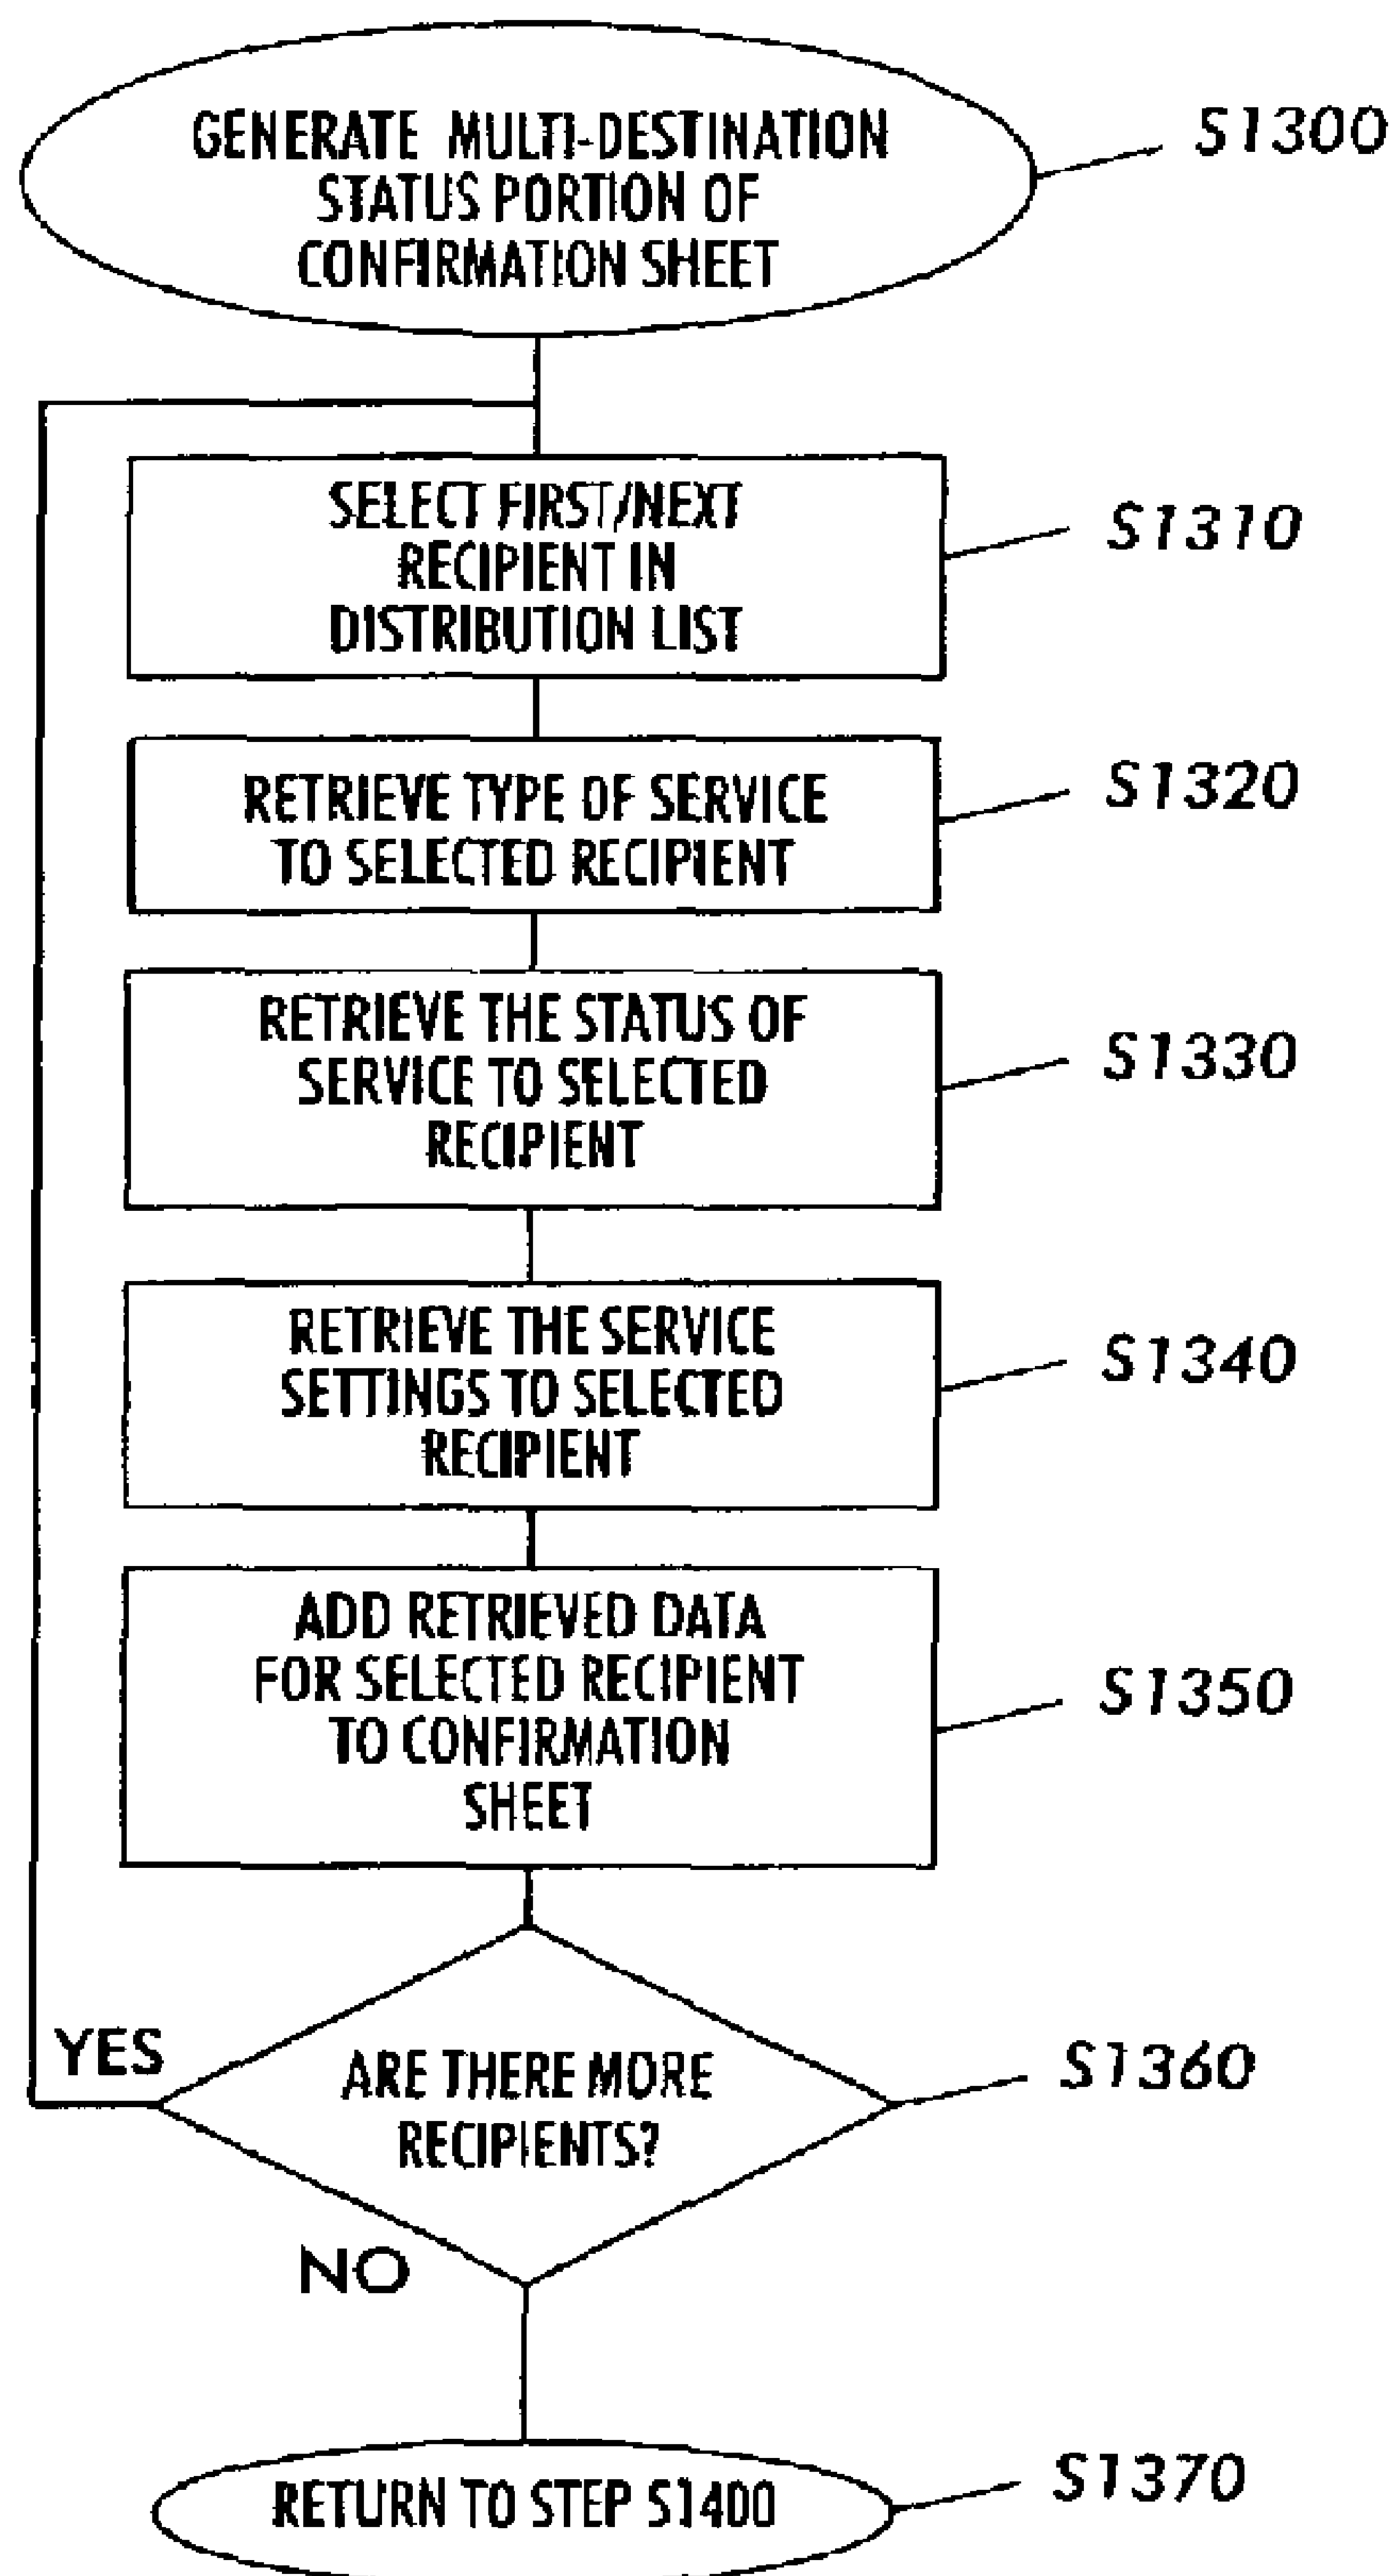 GENERATE MULTI-DESTINATION
STATUS PORTION OF
CONFIRMATION SHEET
S1300
SELECT FIRST/NEXT
RECIPIENT IN
DISTRIBUTION LIST
S1310
RETRIEVE TYPE OF SERVICE
TO SELECTED RECIPIENT
S1320
RETRIEVE THE STATUS OF
SERVICE TO SELECTED
RECIPIENT
S1330
RETRIEVE THE SERVICE
SETTINGS TO SELECTED
RECIPIENT
S1340
ADD RETRIEVED DATA
FOR SELECTED RECIPIENT
TO CONFIRMATION
SHEET
S1350
YES
ARE THERE MORE
RECIPIENTS?
S1360
NO
RETURN TO STEP S1400
S1370